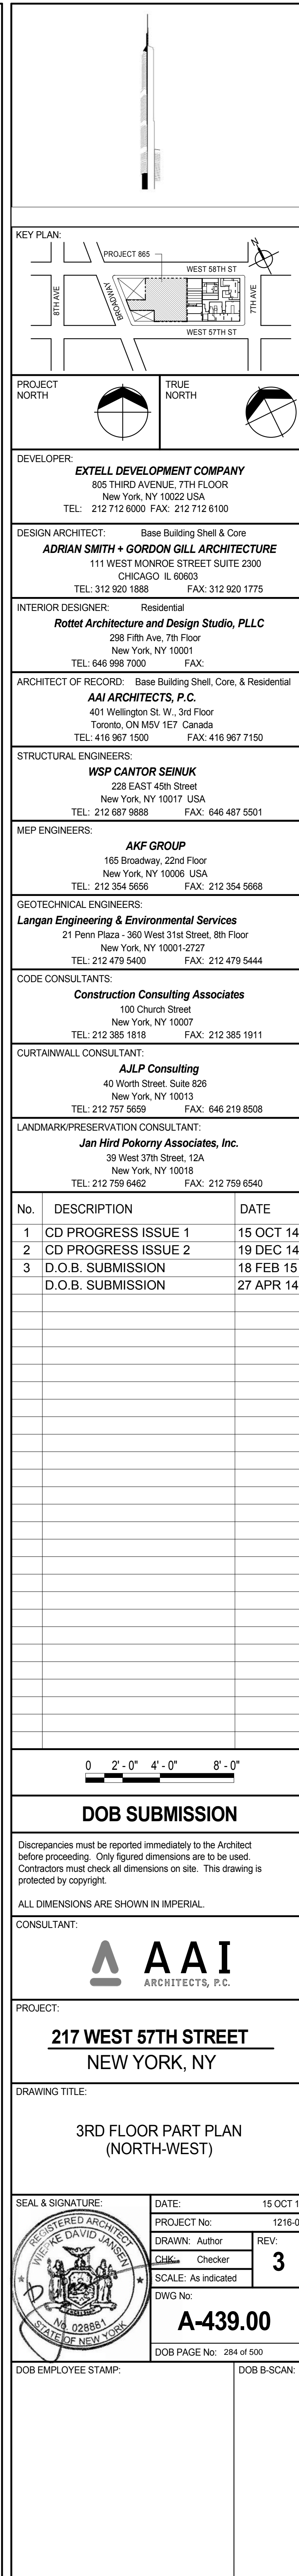 KEY PLAN:
N
PROJECT 865
WEST 58TH ST
8TH AVE
BROADWAY
7TH AVE
WEST 57TH ST
PROJECT NORTH
TRUE NORTH
DEVELOPER:
EXTELL DEVELOPMENT COMPANY
805 THIRD AVENUE, 7TH FLOOR
New York, NY 10022 USA
TEL: 212 712 6000 FAX: 212 712 6100
DESIGN ARCHITECT: Base Building Shell & Core
ADRIAN SMITH + GORDON GILL ARCHITECTURE
111 WEST MONROE STREET SUITE 2300
CHICAGO IL 60603
TEL: 312 920 1888 FAX: 312 920 1775
INTERIOR DESIGNER: Residential
Rottet Architecture and Design Studio, PLLC
298 Fifth Ave, 7th Floor
New York, NY 10001
TEL: 646 998 7000 FAX:
ARCHITECT OF RECORD: Base Building Shell, Core, & Residential
AAI ARCHITECTS, P.C.
401 Wellington St. W., 3rd Floor
Toronto, ON M5V 1E7 Canada
TEL: 416 967 1500 FAX: 416 967 7150
STRUCTURAL ENGINEERS:
WSP CANTOR SEINUK
228 EAST 45th Street
New York, NY 10017 USA
TEL: 212 687 9888 FAX: 646 487 5501
MEP ENGINEERS:
AKF GROUP
165 Broadway, 22nd Floor
New York, NY 10006 USA
TEL: 212 354 5656 FAX: 212 354 5668
GEOTECHNICAL ENGINEERS:
Langan Engineering & Environmental Services
21 Penn Plaza - 360 West 31st Street, 8th Floor
New York, NY 10001-2727
TEL: 212 479 5400 FAX: 212 479 5444
CODE CONSULTANTS:
Construction Consulting Associates
100 Church Street
New York, NY 10007
TEL: 212 385 1818 FAX: 212 385 1911
CURTAINWALL CONSULTANT:
AJLP Consulting
40 Worth Street. Suite 826
New York, NY 10013
TEL: 212 757 5659 FAX: 646 219 8508
LANDMARK/PRESERVATION CONSULTANT:
Jan Hird Pokorny Associates, Inc.
39 West 37th Street, 12A
New York, NY 10018
TEL: 212 759 6462 FAX: 212 759 6540
No. DESCRIPTION DATE
1 CD PROGRESS ISSUE 1 15 OCT 14
2 CD PROGRESS ISSUE 2 19 DEC 14
3 D.O.B. SUBMISSION 18 FEB 15
D.O.B. SUBMISSION 27 APR 14
0 2' - 0" 4' - 0" 8' - 0"
DOB SUBMISSION
Discrepancies must be reported immediately to the Architect
before proceeding. Only figured dimensions are to be used.
Contractors must check all dimensions on site. This drawing is
protected by copyright.
ALL DIMENSIONS ARE SHOWN IN IMPERIAL.
CONSULTANT:
AAI
ARCHITECTS, P.C.
PROJECT:
217 WEST 57TH STREET
NEW YORK, NY
DRAWING TITLE:
3RD FLOOR PART PLAN
(NORTH-WEST)
SEAL & SIGNATURE:
REGISTERED ARCHITECT
DAVID JANSEN
No. 028881
STATE OF NEW YORK
DATE: 15 OCT 1
PROJECT No: 1216-0
DRAWN: Author
CHK: Checker
SCALE: As indicated
REV:
3
DWG No:
A-439.00
DOB PAGE No: 284 of 500
DOB EMPLOYEE STAMP:
DOB B-SCAN: